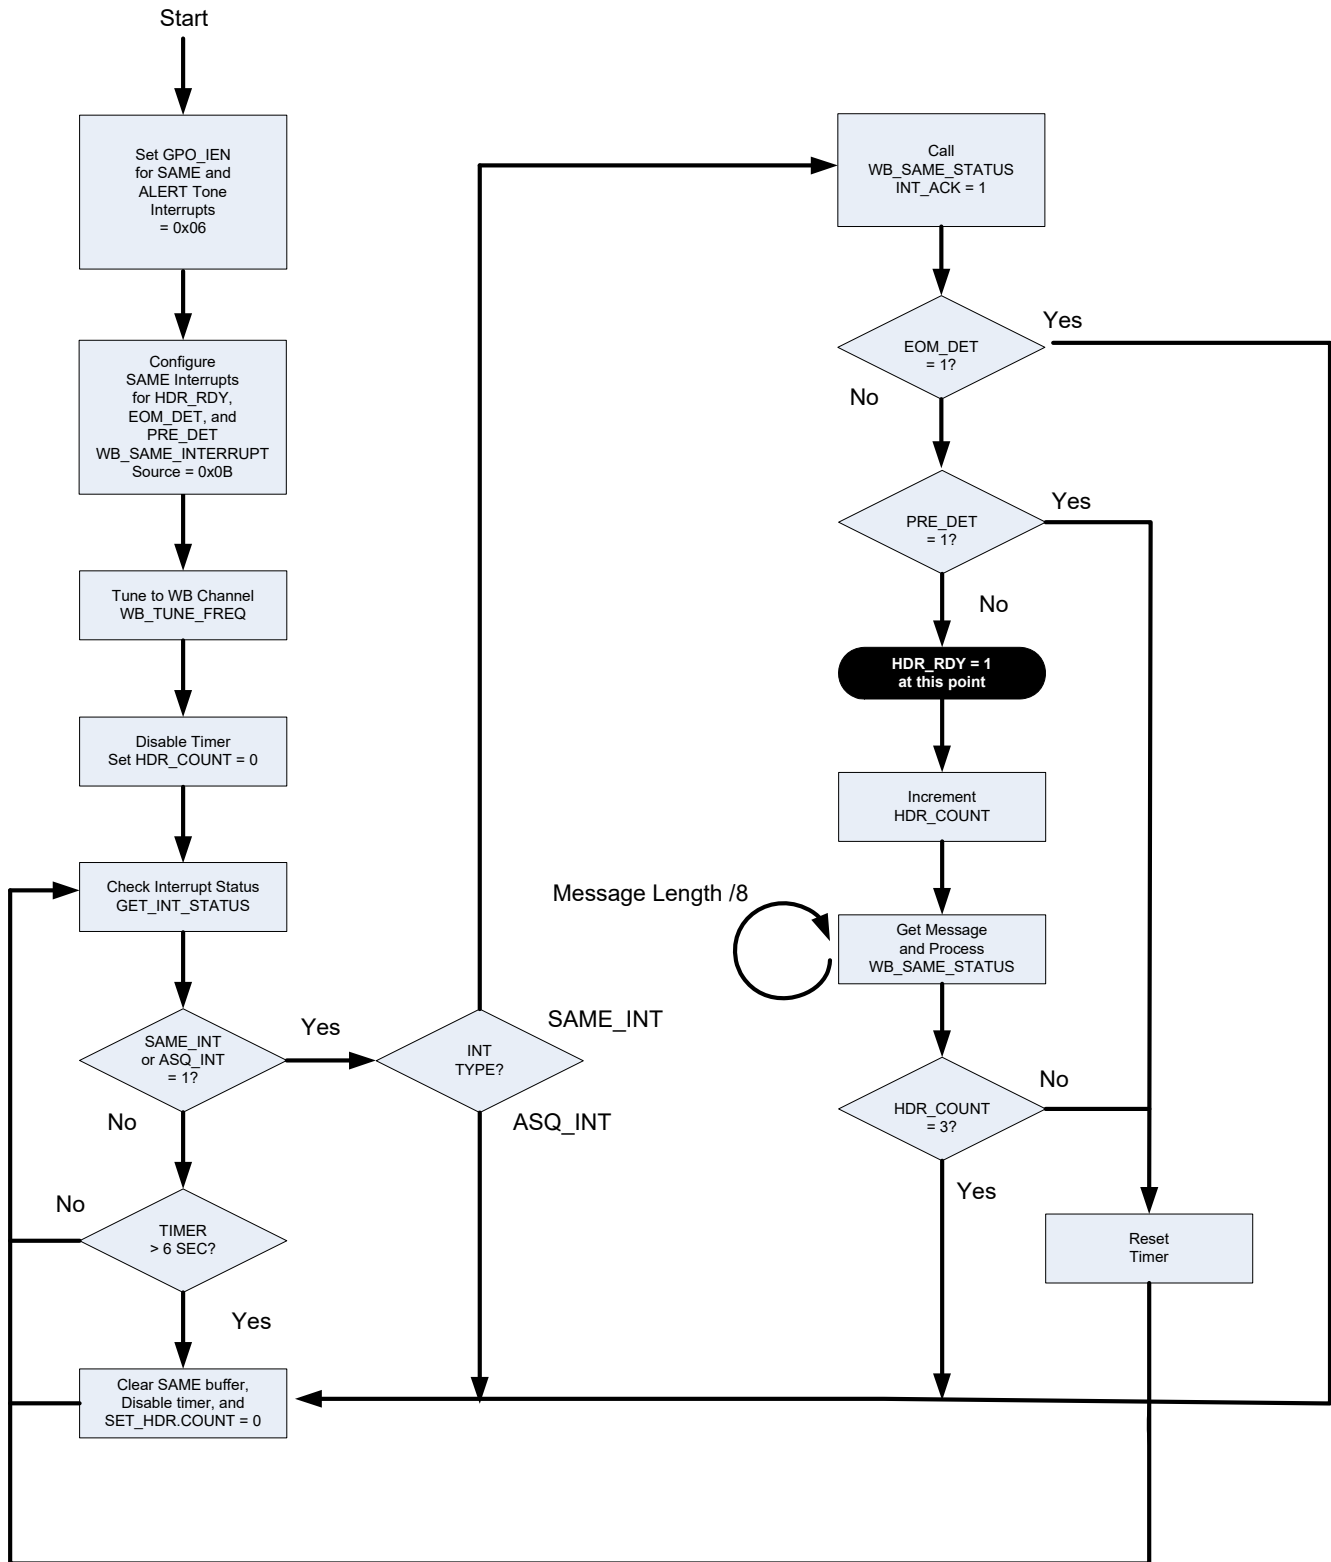 Start
Set GPO_IEN
for SAME and
ALERT Tone
Interrupts
= 0x06
Configure
SAME Interrupts
for HDR_RDY,
EOM_DET, and
PRE_DET
WB_SAME_INTERRUPT
Source = 0x0B
Tune to WB Channel
WB_TUNE_FREQ
Disable Timer
Set HDR_COUNT = 0
Check Interrupt Status
GET_INT_STATUS
SAME_INT
or ASQ_INT
= 1?
Yes
No
TIMER
> 6 SEC?
No
Yes
Clear SAME buffer,
Disable timer, and
SET_HDR.COUNT = 0
INT
TYPE?
SAME_INT
ASQ_INT
Call
WB_SAME_STATUS
INT_ACK = 1
EOM_DET
= 1?
Yes
No
PRE_DET
= 1?
Yes
No
HDR_RDY = 1
at this point
Increment
HDR_COUNT
Message Length /8
Get Message
and Process
WB_SAME_STATUS
HDR_COUNT
= 3?
No
Yes
Reset
Timer